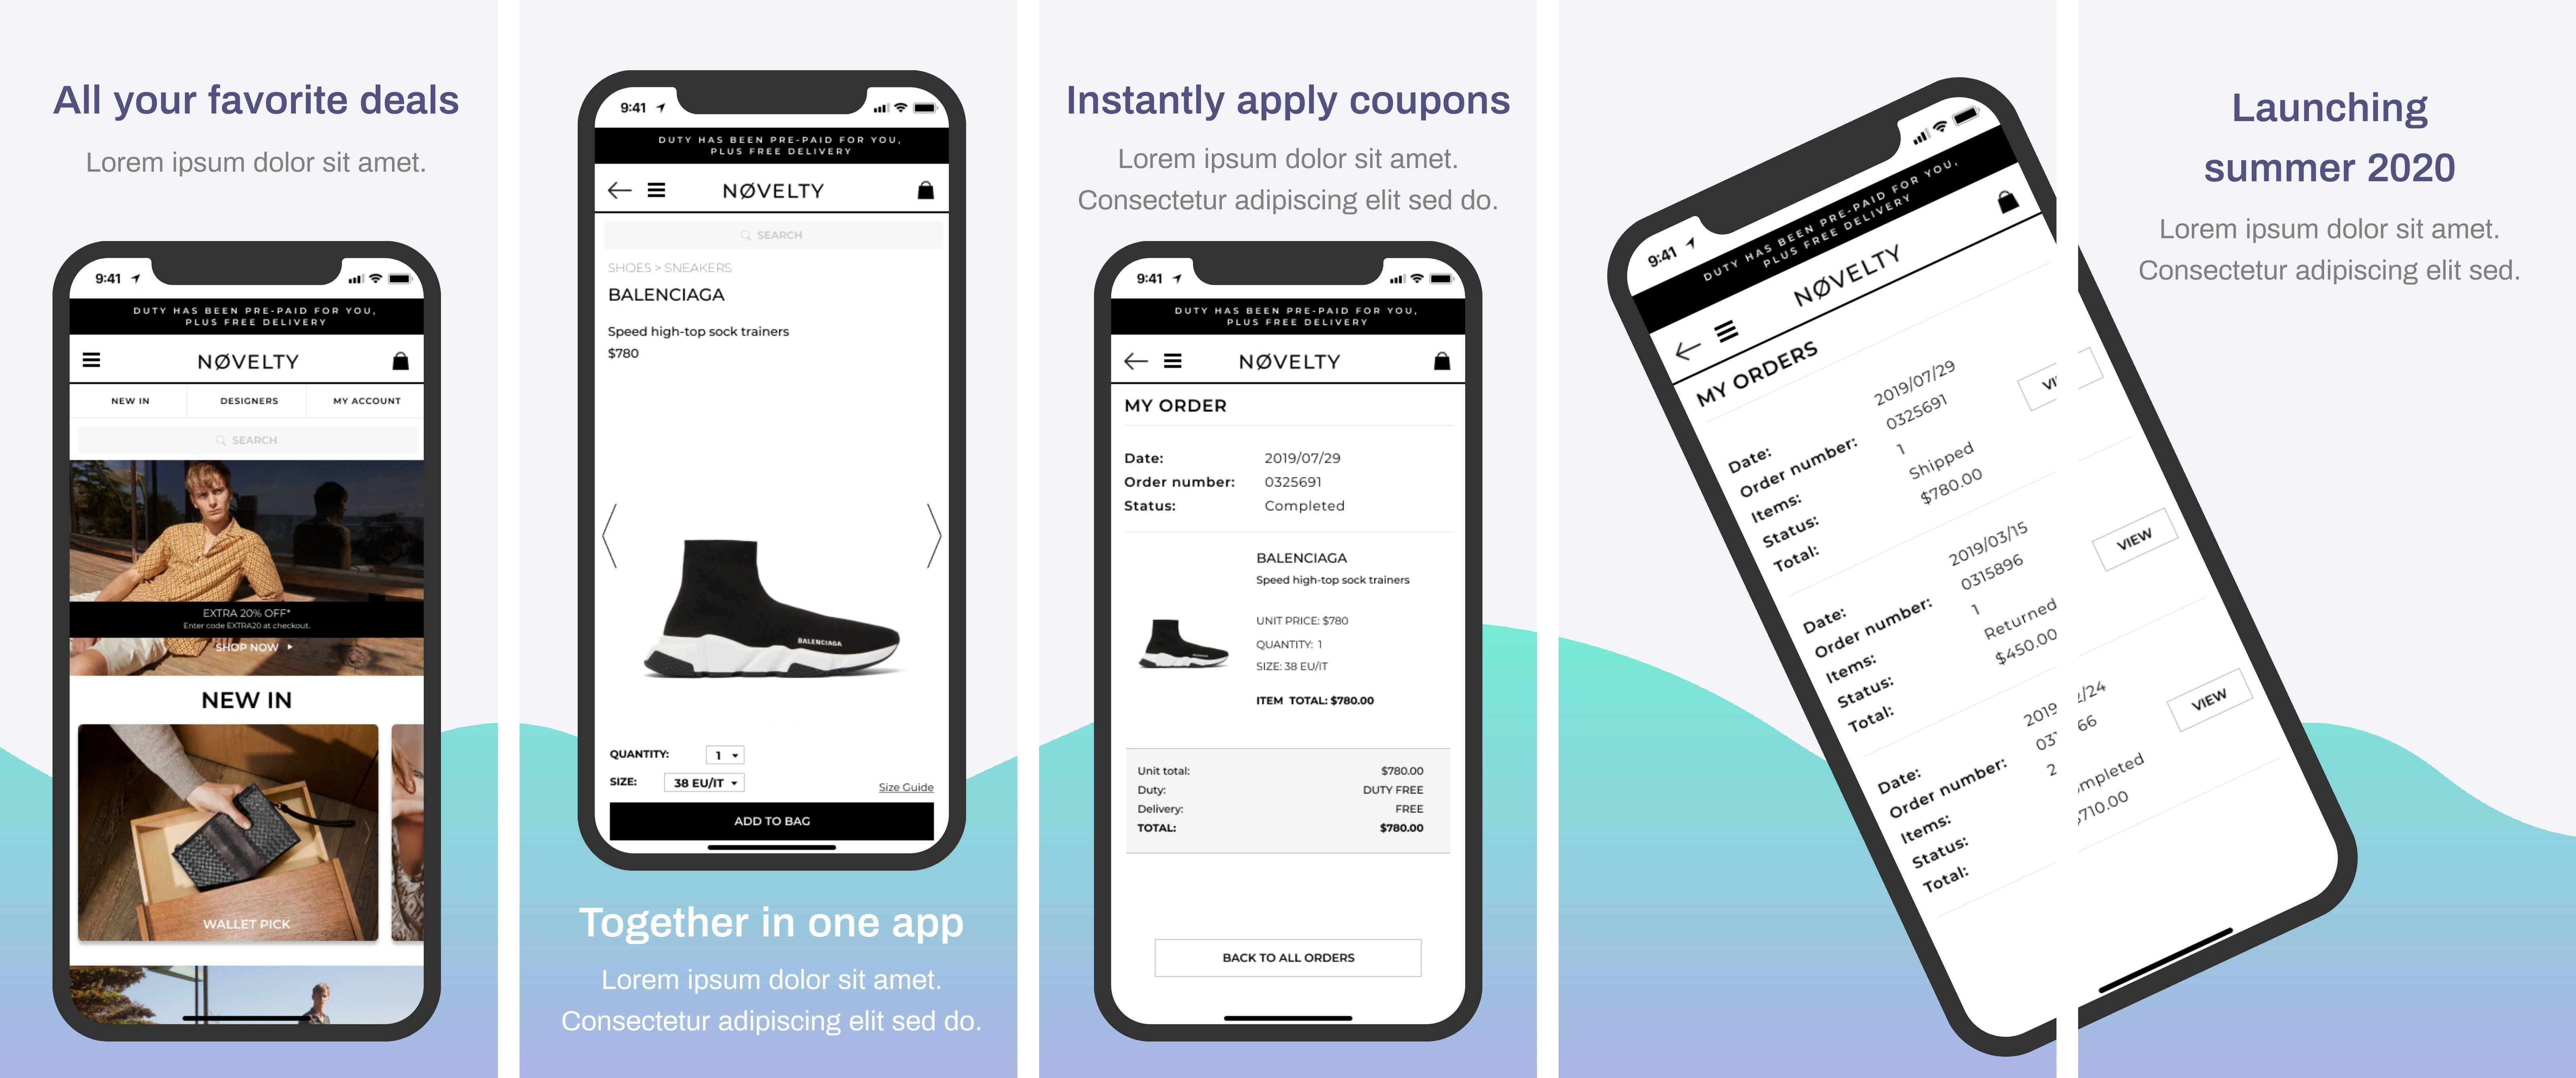 All your favorite deals
Lorem ipsum dolor sit amet.
9:41
DUTY HAS BEEN PRE-PAID FOR YOU,
PLUS FREE DELIVERY
NØVELTY
NEW IN
DESIGNERS
MY ACCOUNT
SEARCH
EXTRA 20% OFF*
Enter code EXTRA20 at checkout.
SHOP NOW
NEW IN
WALLET PICK
9:41
DUTY HAS BEEN PRE-PAID FOR YOU,
PLUS FREE DELIVERY
NØVELTY
SEARCH
SHOES > SNEAKERS
BALENCIAGA
Speed high-top sock trainers
$780
BALENCIAGA
QUANTITY: 1
SIZE: 38 EU/IT
Size Guide
ADD TO BAG
Together in one app
Lorem ipsum dolor sit amet.
Consectetur adipiscing elit sed do.
Instantly apply coupons
Lorem ipsum dolor sit amet.
Consectetur adipiscing elit sed do.
9:41
DUTY HAS BEEN PRE-PAID FOR YOU,
PLUS FREE DELIVERY
NØVELTY
MY ORDER
Date: 2019/07/29
Order number: 0325691
Status: Completed
BALENCIAGA
Speed high-top sock trainers
UNIT PRICE: $780
QUANTITY: 1
SIZE: 38 EU/IT
ITEM TOTAL: $780.00
Unit total: $780.00
Duty: DUTY FREE
Delivery: FREE
TOTAL: $780.00
BACK TO ALL ORDERS
9:41
DUTY HAS BEEN PRE-PAID FOR YOU,
PLUS FREE DELIVERY
NØVELTY
MY ORDERS
Date: 2019/07/29
Order number: 0325691
Items: 1
Status: Shipped
Total: $780.00
Date: 2019/03/15
Order number: 0315896
Items: 1
Status: Returned
Total: $450.00
VIEW
Date: 2019
Order number:
Items: 2
Status:
Total:
VIEW
Launching
summer 2020
Lorem ipsum dolor sit amet.
Consectetur adipiscing elit sed.